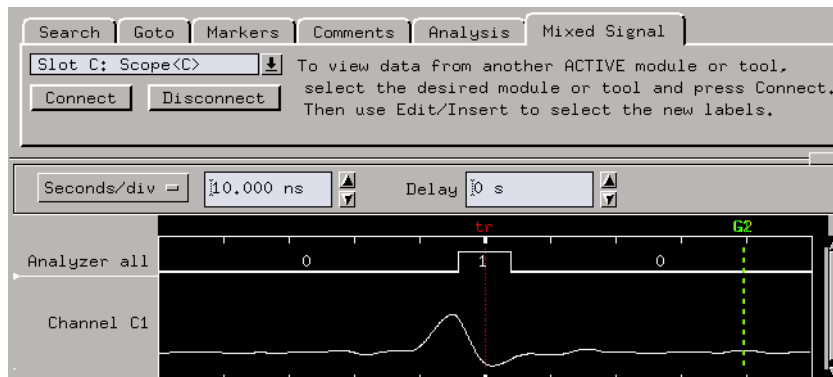 Search Goto Markers Comments Analysis Mixed Signal
Slot C: Scope<C>
To view data from another ACTIVE module or tool,
select the desired module or tool and press Connect.
Then use Edit/Insert to select the new labels.
Connect Disconnect
Seconds/div 10.000 ns Delay 0 s
tr G2
Analyzer all 0 1 0
Channel C1